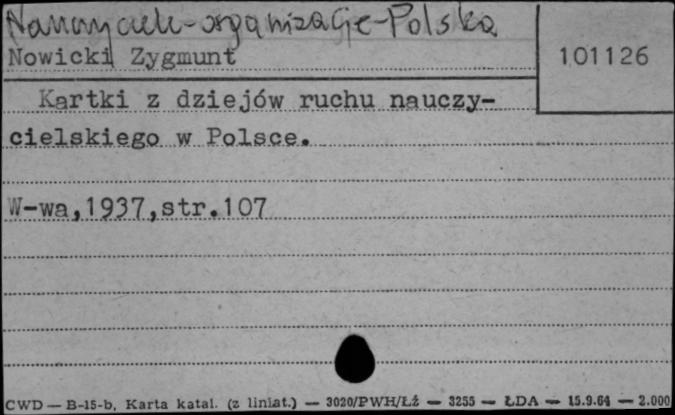 Nauczyciele-organizacje-Polska
Nowicki Zygmunt
101126
Kartki z dziejów ruchu nauczy-
cielskiego w Polsce.
W-wa,1937,str.107
CWD — B-15-b, Karta katal. (z liniat.) — 3020/PWH/Łź — 3255 — ŁDA — 15.9.64 — 2.000